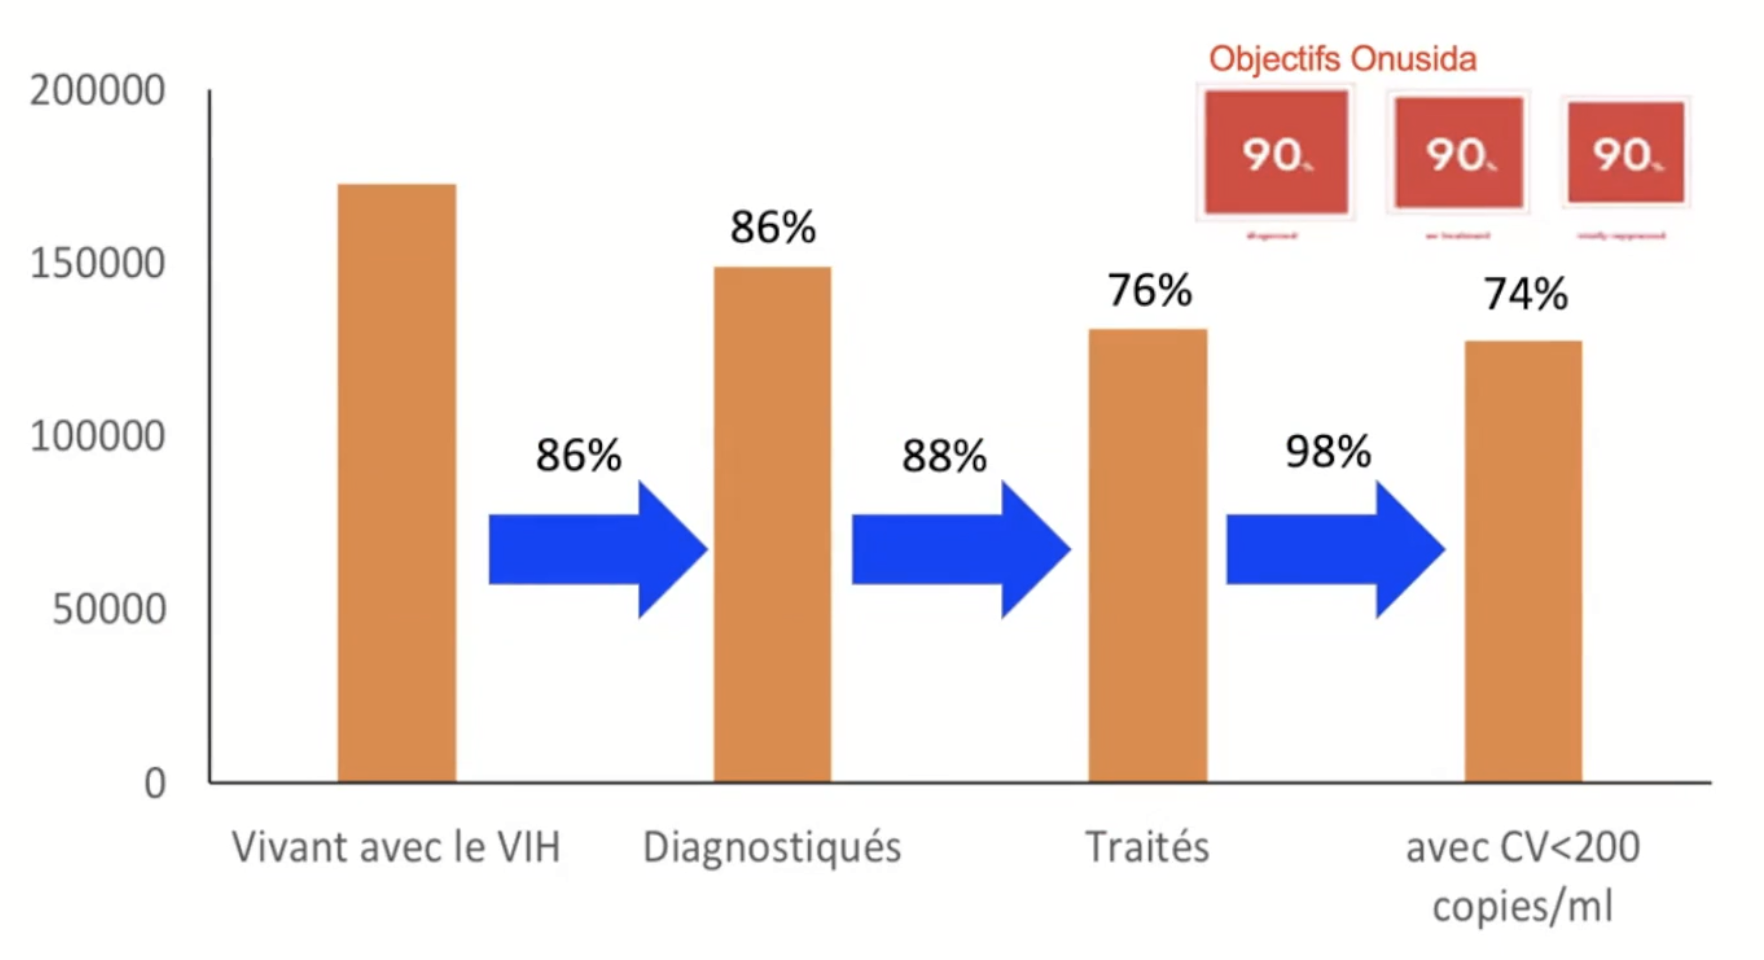 Objectifs Onusida
90%
90%
90%
200000
150000
100000
50000
0
86%
76%
74%
86%
88%
98%
Vivant avec le VIH
Diagnostiqués
Traités
avec CV<200
copies/ml